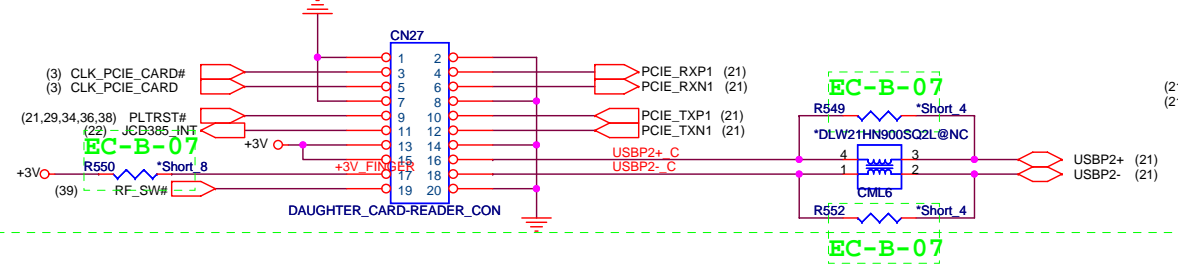 CN27
1 2
(3) CLK_PCIE_CARD# 3 4 PCIE_RXP1 (21)
(3) CLK_PCIE_CARD 5 6 PCIE_RXN1 (21)
7 8
(21,29,34,36,38) PLTRST# 9 10 PCIE_TXP1 (21)
(22) JCD385_INT 11 12 PCIE_TXN1 (21)
+3V 13 14
15 16 USBP2+_C
+3V_FINGER 17 18 USBP2-_C
19 20
EC-B-07
R550 *Short_8
+3V
(39) RF_SW#
DAUGHTER_CARD-READER_CON
EC-B-07
R549 *Short_4
*DLW21HN900SQ2L@NC
4 3
1 2
CML6
USBP2+ (21)
USBP2- (21)
R552 *Short_4
EC-B-07